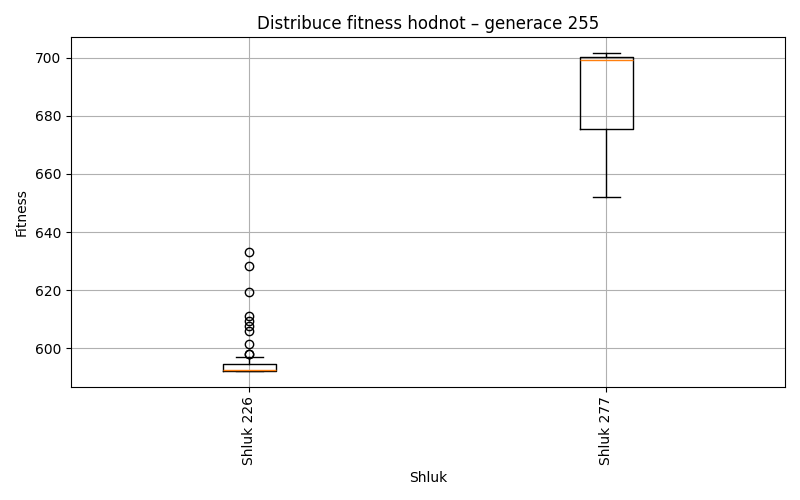 Distribuce fitness hodnot – generace 255
Fitness
700
680
660
640
620
600
Shluk 226
Shluk 277
Shluk